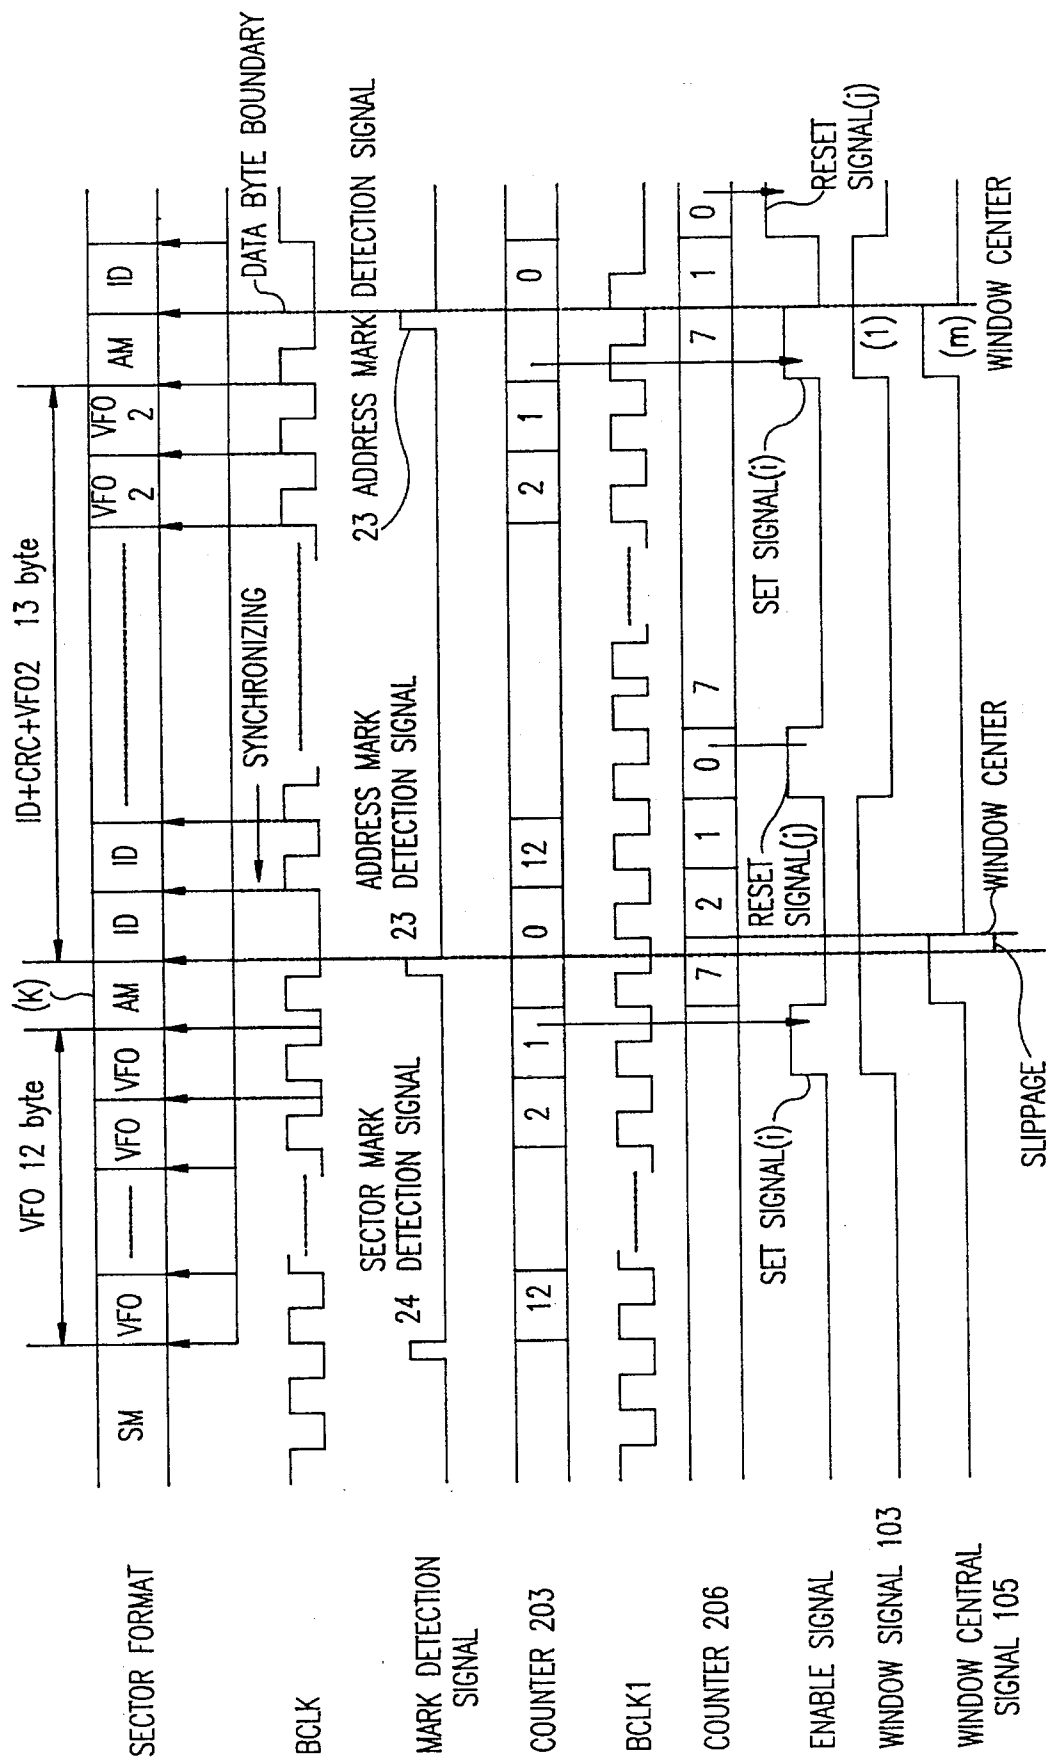 VFO 12 byte
(K)
ID+CRC+VFO2 13 byte
SECTOR FORMAT
SM
VFO
VFO
VFO
AM
ID
ID
VFO
2
VFO
2
AM
ID
SYNCHRONIZING
DATA BYTE BOUNDARY
BCLK
MARK DETECTION
SIGNAL
24
SECTOR MARK
DETECTION SIGNAL
23
ADDRESS MARK
DETECTION SIGNAL
23 ADDRESS MARK DETECTION SIGNAL
COUNTER 203
12
2
1
0
12
2
1
0
BCLK1
COUNTER 206
7
2
1
0
7
7
1
0
ENABLE SIGNAL
SET SIGNAL(i)
RESET
SIGNAL(j)
SET SIGNAL(i)
RESET
SIGNAL(j)
WINDOW SIGNAL 103
(1)
WINDOW CENTRAL
SIGNAL 105
(m)
WINDOW CENTER
WINDOW CENTER
SLIPPAGE